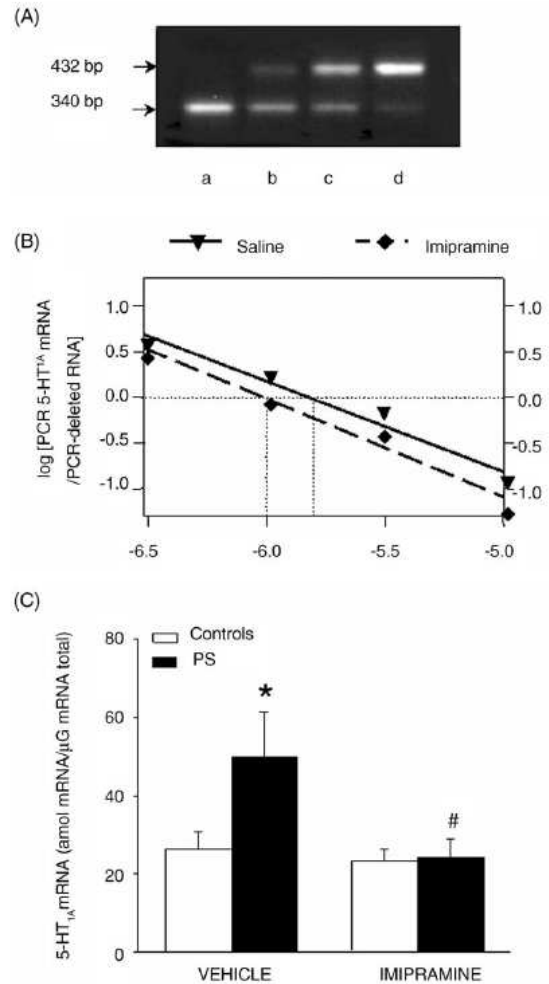 (A)
432 bp
340 bp
a b c d
(B)
Saline Imipramine
log [PCR 5-HT1A mRNA
/PCR-deleted RNA]
1.0 1.0
0.5 0.5
0.0 0.0
-0.5 -0.5
-1.0 -1.0
-6.5 -6.0 -5.5 -5.0
(C)
5-HT1A mRNA (amol mRNA/μG mRNA total)
Controls
PS
80
60
40
20
0
*
#
VEHICLE IMIPRAMINE